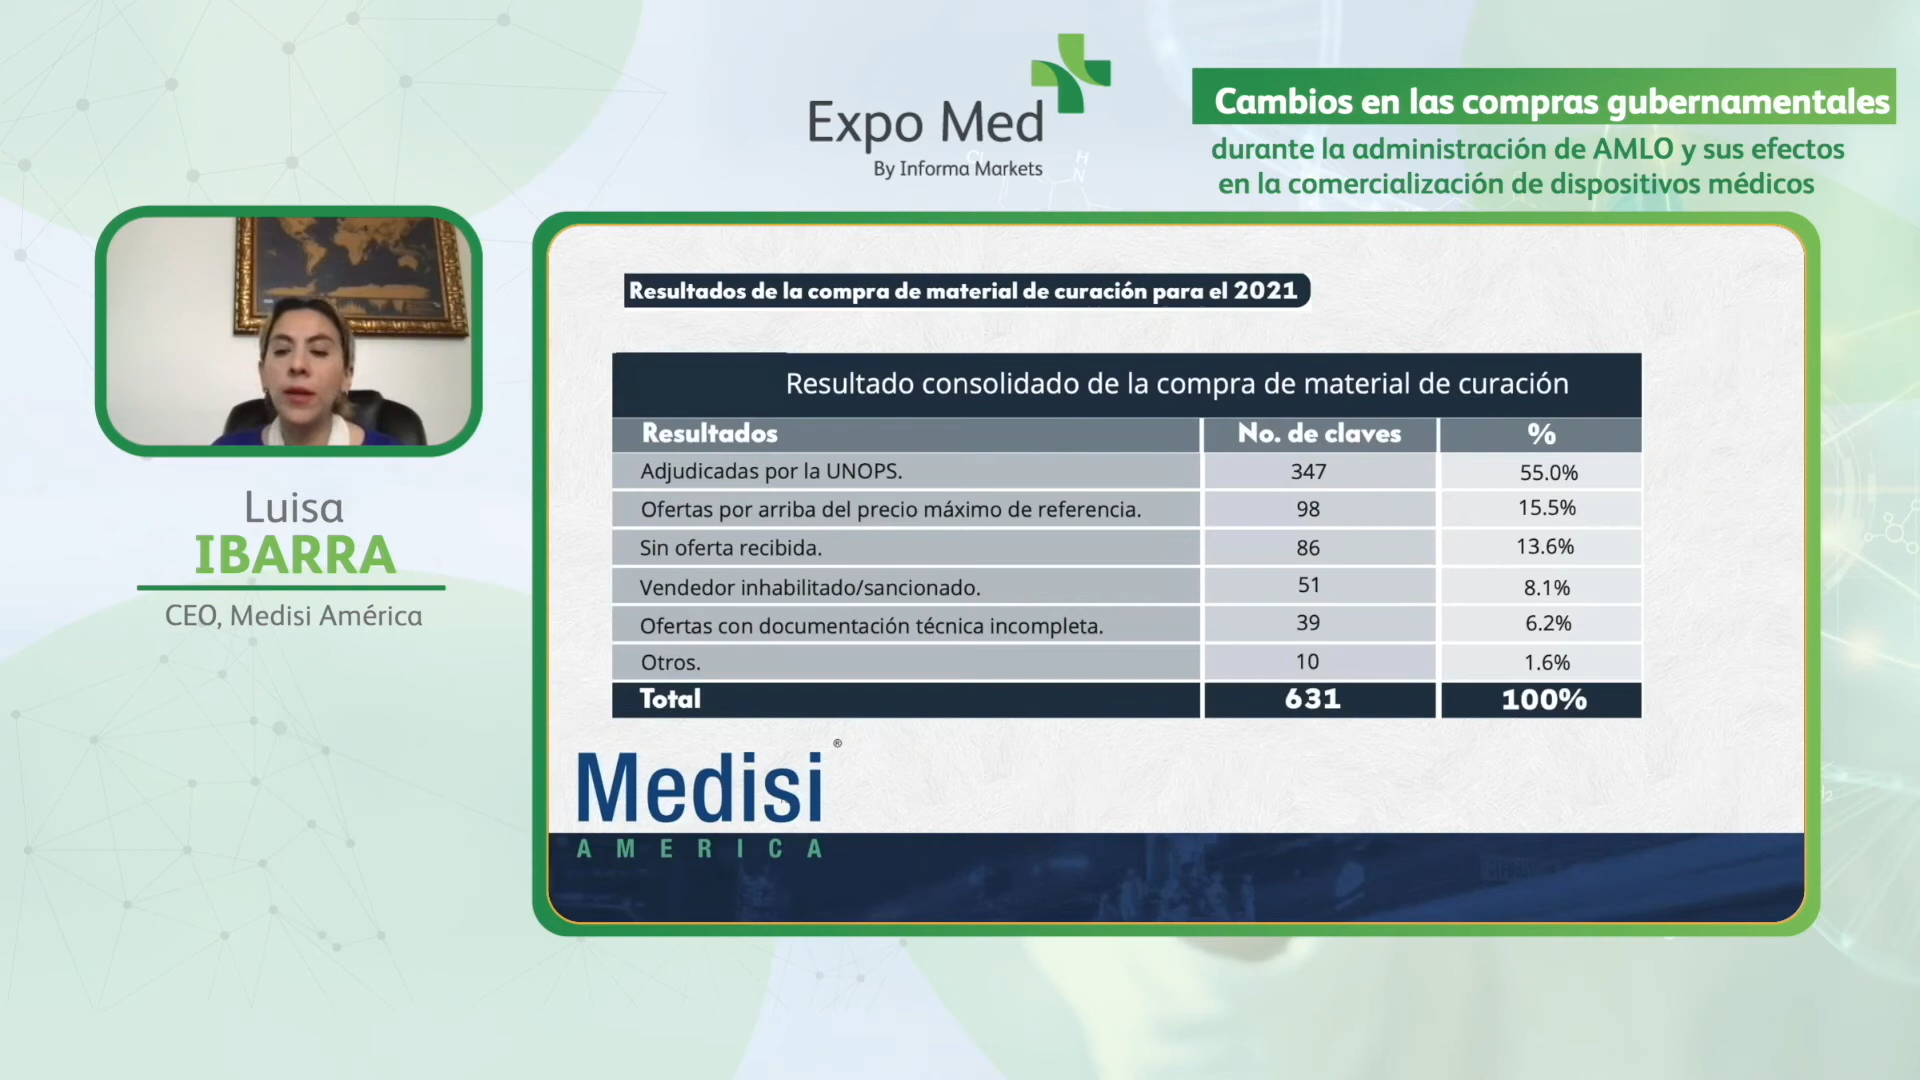 Expo Med
By Informa Markets
Cambios en las compras gubernamentales
durante la administración de AMLO y sus efectos
en la comercialización de dispositivos médicos
Luisa
IBARRA
CEO, Medisi América
Resultados de la compra de material de curación para el 2021
Resultado consolidado de la compra de material de curación
Resultados No. de claves %
Adjudicadas por la UNOPS. 347 55.0%
Ofertas por arriba del precio máximo de referencia. 98 15.5%
Sin oferta recibida. 86 13.6%
Vendedor inhabilitado/sancionado. 51 8.1%
Ofertas con documentación técnica incompleta. 39 6.2%
Otros. 10 1.6%
Total 631 100%
Medisi®
AMERICA